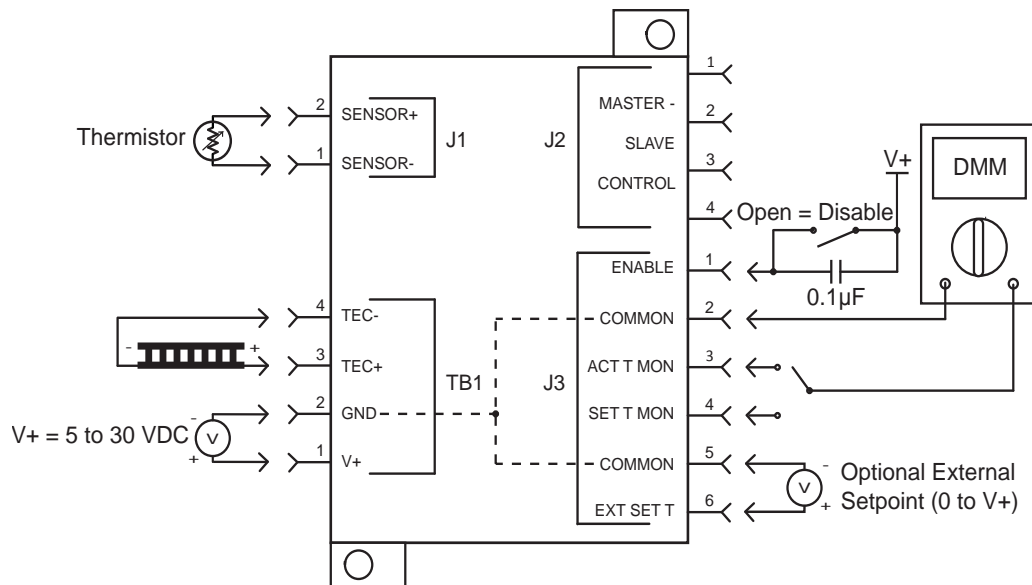 Thermistor
2
SENSOR+
1
SENSOR-
J1
J2
MASTER -
SLAVE
CONTROL
1
2
3
4
V+
DMM
Open = Disable
0.1µF
4
TEC-
-
+
3
TEC+
2
GND
1
V+
TB1
V+ = 5 to 30 VDC
-
V
+
J3
ENABLE
1
COMMON
2
ACT T MON
3
SET T MON
4
COMMON
5
EXT SET T
6
-
V
+
Optional External
Setpoint (0 to V+)